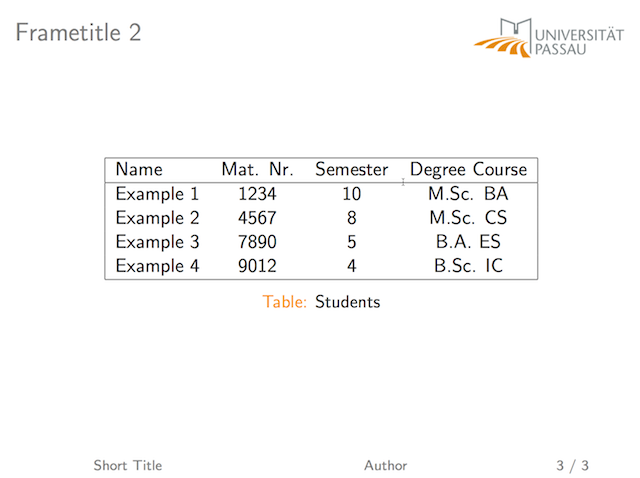 Frametitle 2
UNIVERSITÄT
PASSAU
Name Mat. Nr. Semester Degree Course
Example 1 1234 10 M.Sc. BA
Example 2 4567 8 M.Sc. CS
Example 3 7890 5 B.A. ES
Example 4 9012 4 B.Sc. IC
Table: Students
Short Title Author 3 / 3